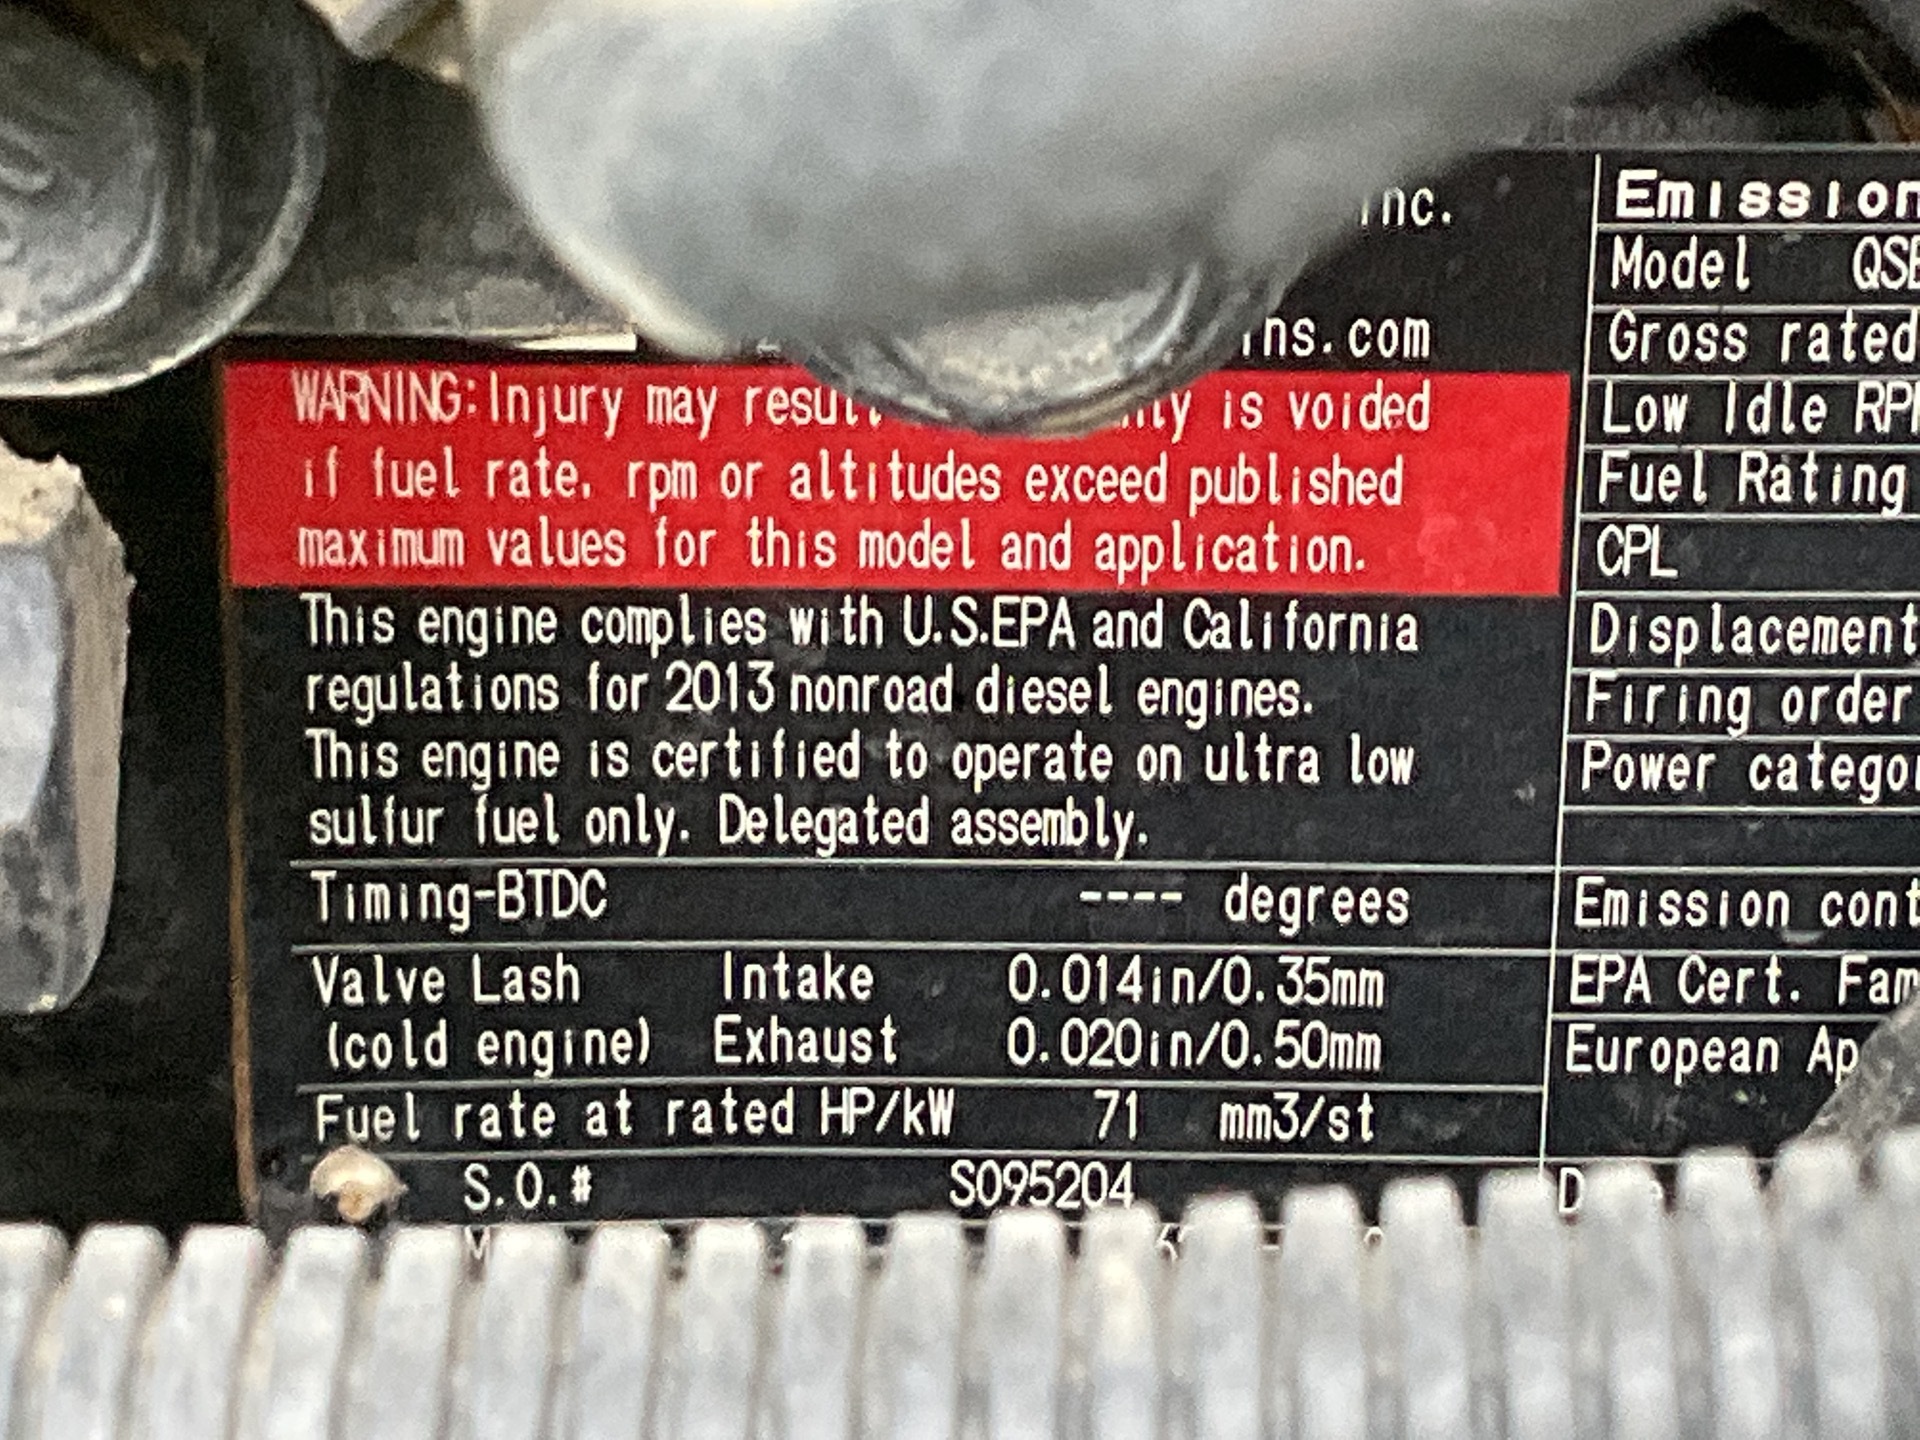 inc.
ins.com
WARNING: Injury may result is voided
if fuel rate. rpm or altitudes exceed published
maximum values for this model and application.
This engine complies with U.S.EPA and California
regulations for 2013 nonroad diesel engines.
This engine is certified to operate on ultra low
sulfur fuel only. Delegated assembly.
Timing-BTDC ---- degrees
Valve Lash Intake 0.014in/0.35mm
(cold engine) Exhaust 0.020in/0.50mm
Fuel rate at rated HP/kW 71 mm3/st
S.O.# SO95204
Emission
Model QSB
Gross rated
Low Idle RPM
Fuel Rating
CPL
Displacement
Firing order
Power catego
Emission cont
EPA Cert. Fam
European Ap
D